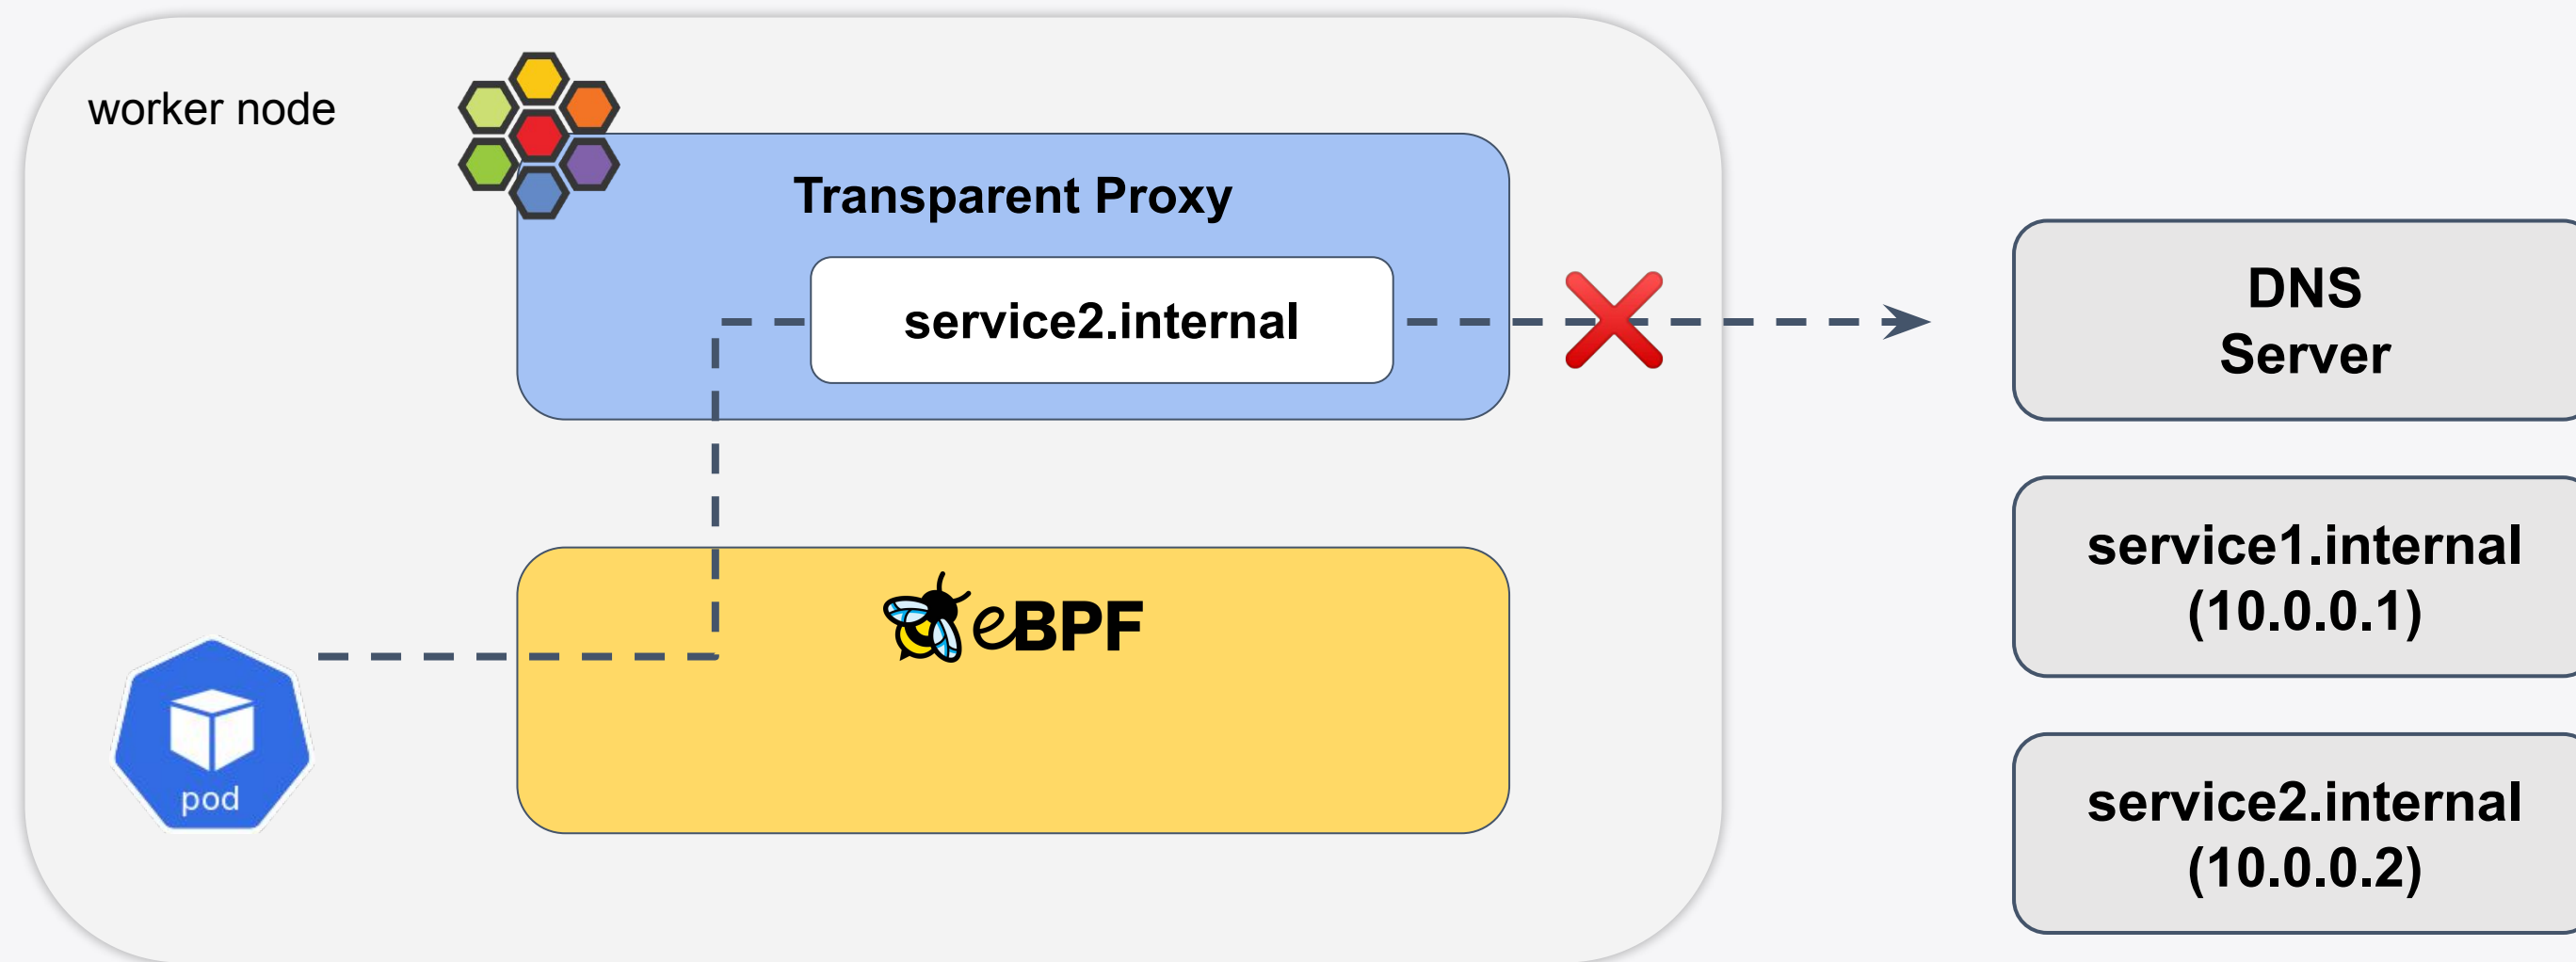 worker node
Transparent Proxy
service2.internal
eBPF
pod
DNS
Server
service1.internal
(10.0.0.1)
service2.internal
(10.0.0.2)